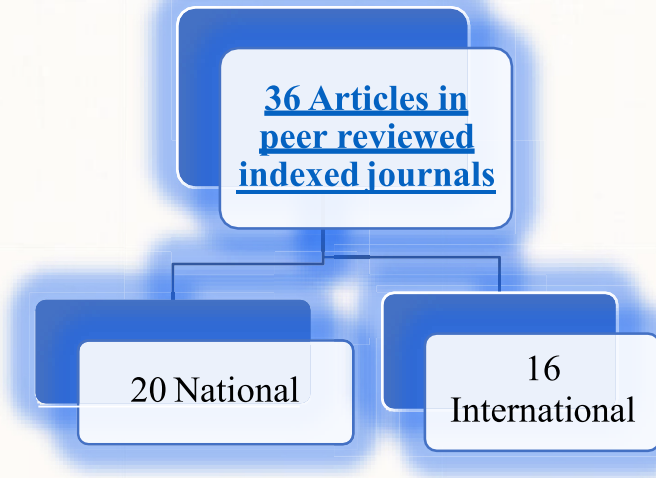 36 Articles in
peer reviewed
indexed journals
20 National
16
International